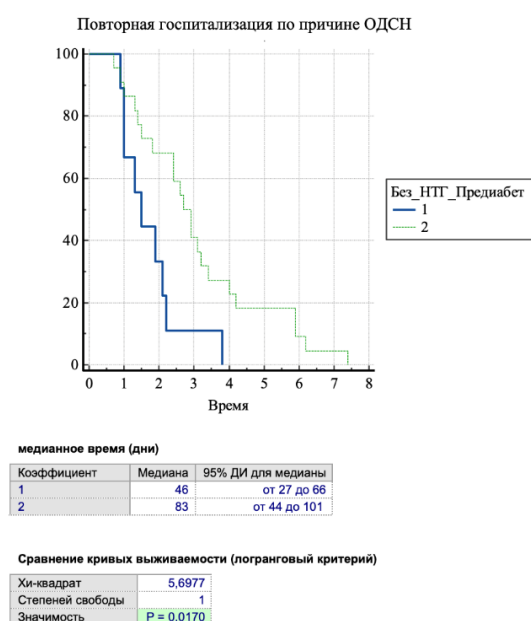 Повторная госпитализация по причине ОДСН
100
80
60
40
20
0
0 1 2 3 4 5 6 7 8
Время
Без_НТГ_Предиабет
1
2
медианное время (дни)
Коэффициент Медиана 95% ДИ для медианы
1 46 от 27 до 66
2 83 от 44 до 101
Сравнение кривых выживаемости (логранговый критерий)
Хи-квадрат 5,6977
Степеней свободы 1
Значимость P = 0,0170